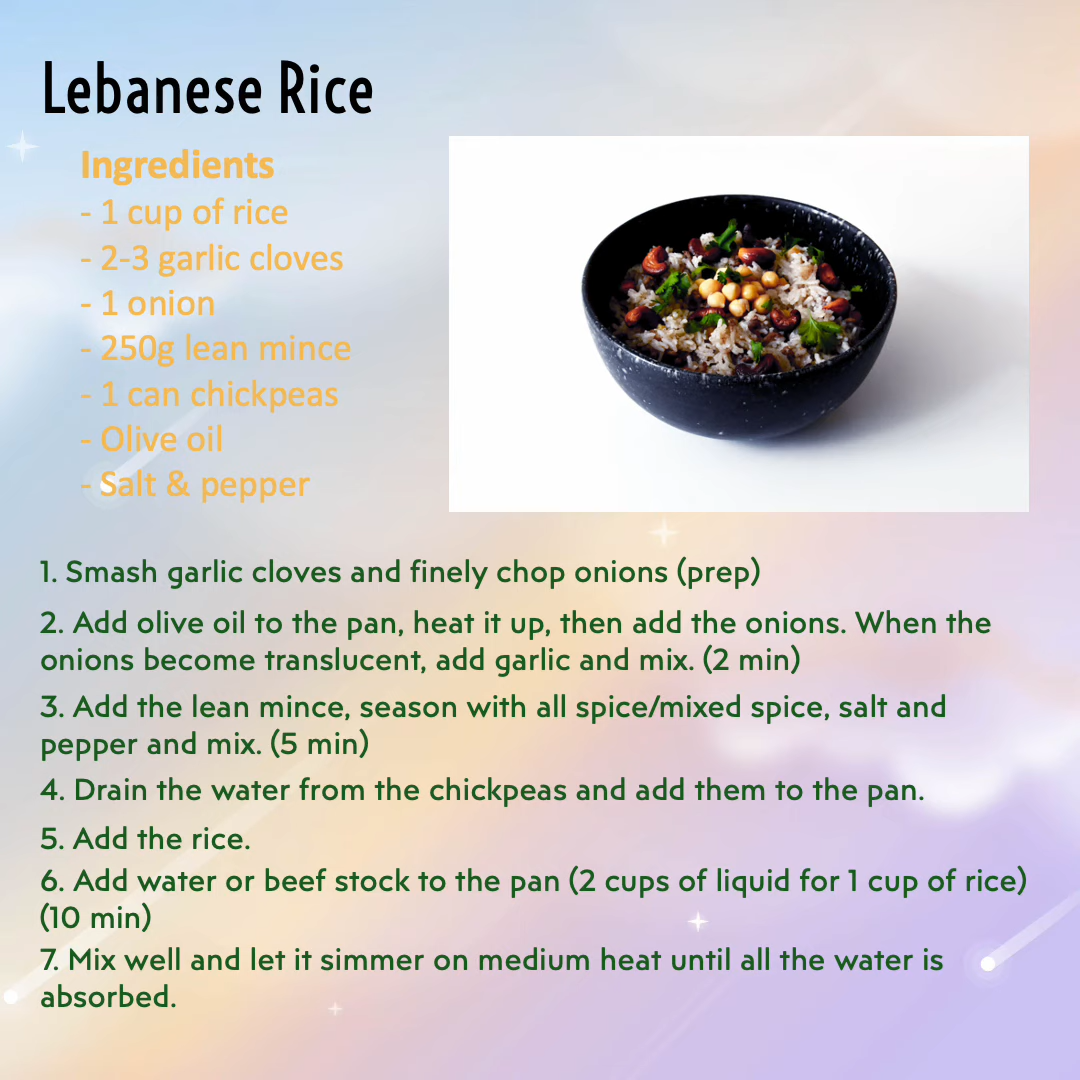 Lebanese Rice
Ingredients
- 1 cup of rice
- 2-3 garlic cloves
- 1 onion
- 250g lean mince
- 1 can chickpeas
- Olive oil
- Salt & pepper
1. Smash garlic cloves and finely chop onions (prep)
2. Add olive oil to the pan, heat it up, then add the onions. When the
onions become translucent, add garlic and mix. (2 min)
3. Add the lean mince, season with all spice/mixed spice, salt and
pepper and mix. (5 min)
4. Drain the water from the chickpeas and add them to the pan.
5. Add the rice.
6. Add water or beef stock to the pan (2 cups of liquid for 1 cup of rice)
(10 min)
7. Mix well and let it simmer on medium heat until all the water is
absorbed.